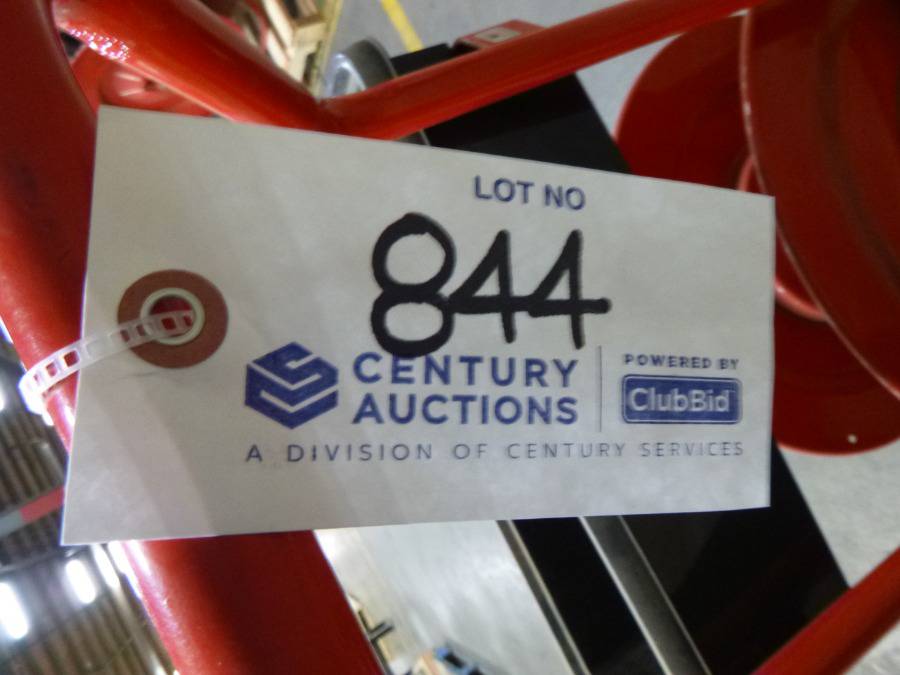 LOT NO
844
CENTURY
AUCTIONS
POWERED BY
ClubBid
A DIVISION OF CENTURY SERVICES